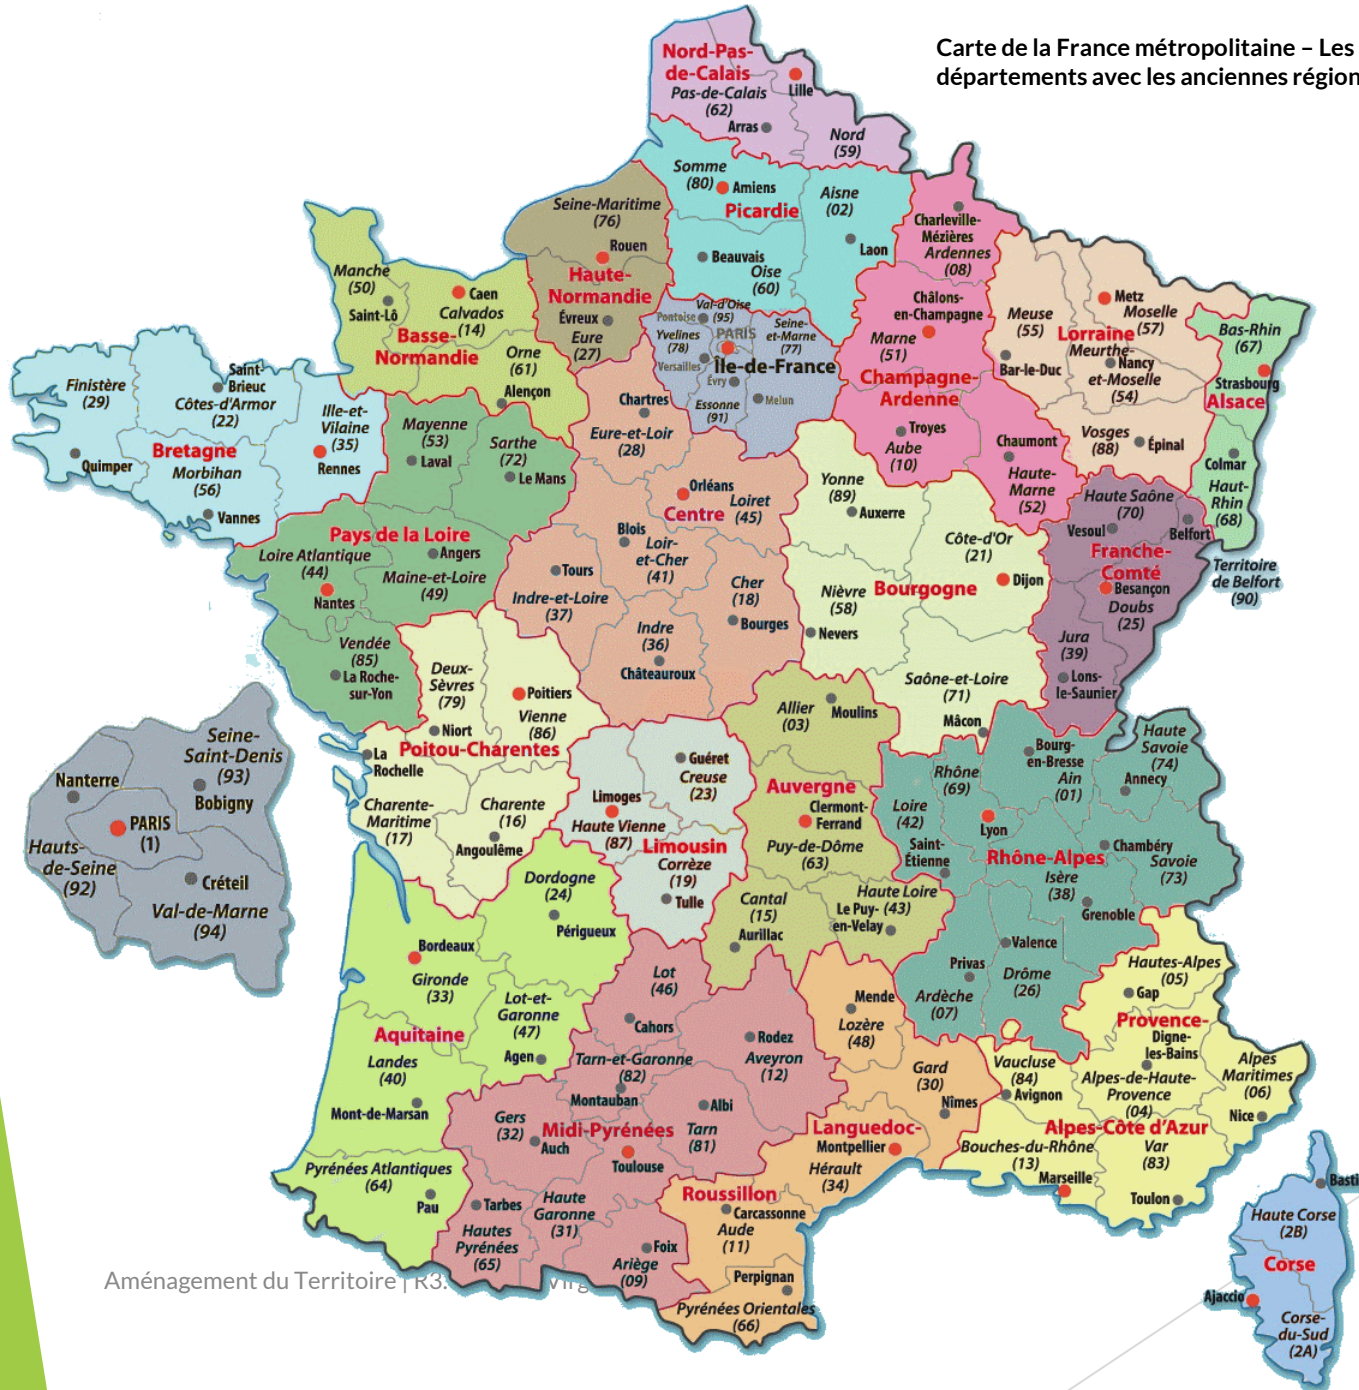 Carte de la France métropolitaine – Les
départements avec les anciennes région
Nord-Pas-
de-Calais
Pas-de-Calais
(62)
Lille
Arras
Nord
(59)
Somme
(80)
Amiens
Picardie
Aisne
(02)
Laon
Beauvais
Oise
(60)
Seine-Maritime
(76)
Rouen
Haute-
Normandie
Évreux
Eure
(27)
Manche
(50)
Saint-Lô
Caen
Calvados
(14)
Basse-
Normandie
Orne
(61)
Alençon
Charleville-
Mézières
Ardennes
(08)
Châlons-
en-Champagne
Marne
(51)
Champagne-
Ardenne
Troyes
Aube
(10)
Chaumont
Haute-
Marne
(52)
Val-d'Oise
(95)
Pontoise
Yvelines
(78)
Versailles
PARIS
Seine-
et-Marne
(77)
Île-de-France
Évry
Essonne
(91)
Melun
Meuse
(55)
Bar-le-Duc
Metz
Moselle
(57)
Lorraine
Meurthe-
Nancy
et-Moselle
(54)
Vosges
(88)
Épinal
Bas-Rhin
(67)
Strasbourg
Alsace
Colmar
Haut-
Rhin
(68)
Finistère
(29)
Quimper
Saint-
Brieuc
Côtes-d'Armor
(22)
Bretagne
Morbihan
(56)
Vannes
Ille-et-
Vilaine
(35)
Rennes
Mayenne
(53)
Laval
Sarthe
(72)
Le Mans
Pays de la Loire
Loire Atlantique
(44)
Nantes
Angers
Maine-et-Loire
(49)
Vendée
(85)
La Roche-
sur-Yon
Chartres
Eure-et-Loir
(28)
Orléans
Loiret
(45)
Centre
Blois
Loir-
et-Cher
(41)
Tours
Indre-et-Loire
(37)
Cher
(18)
Bourges
Indre
(36)
Châteauroux
Yonne
(89)
Auxerre
Côte-d'Or
(21)
Dijon
Bourgogne
Nièvre
(58)
Nevers
Saône-et-Loire
(71)
Mâcon
Haute Saône
(70)
Vesoul
Belfort
Franche-
Comté
Besançon
Doubs
(25)
Jura
(39)
Lons-
le-Saunier
Territoire
de Belfort
(90)
Deux-
Sèvres
(79)
Niort
Poitiers
Vienne
(86)
Poitou-Charentes
La
Rochelle
Charente-
Maritime
(17)
Charente
(16)
Angoulême
Guéret
Creuse
(23)
Limoges
Haute Vienne
(87)
Limousin
Corrèze
(19)
Tulle
Allier
(03)
Moulins
Auvergne
Clermont-
Ferrand
Puy-de-Dôme
(63)
Cantal
(15)
Aurillac
Haute Loire
(43)
Le Puy-
en-Velay
Bourg-
en-Bresse
Ain
(01)
Rhône
(69)
Lyon
Loire
(42)
Saint-
Étienne
Rhône-Alpes
Haute
Savoie
(74)
Annecy
Chambéry
Savoie
(73)
Isère
(38)
Grenoble
Valence
Privas
Ardèche
(07)
Drôme
(26)
Seine-
Saint-Denis
(93)
Bobigny
Nanterre
PARIS
(1)
Hauts-
de-Seine
(92)
Créteil
Val-de-Marne
(94)
Dordogne
(24)
Périgueux
Bordeaux
Gironde
(33)
Lot-et-
Garonne
(47)
Agen
Aquitaine
Landes
(40)
Mont-de-Marsan
Pyrénées Atlantiques
(64)
Pau
Lot
(46)
Cahors
Rodez
Aveyron
(12)
Tarn-et-Garonne
(82)
Montauban
Albi
Tarn
(81)
Gers
(32)
Auch
Midi-Pyrénées
Toulouse
Tarbes
Hautes
Pyrénées
(65)
Haute
Garonne
(31)
Foix
Ariège
(09)
Mende
Lozère
(48)
Gard
(30)
Nîmes
Languedoc-
Montpellier
Hérault
(34)
Roussillon
Carcassonne
Aude
(11)
Perpignan
Pyrénées Orientales
(66)
Hautes-Alpes
(05)
Gap
Provence-
Digne-
les-Bains
Alpes-de-Haute-
Provence
(04)
Alpes
Maritimes
(06)
Nice
Vaucluse
(84)
Avignon
Alpes-Côte d'Azur
Bouches-du-Rhône
(13)
Marseille
Var
(83)
Toulon
Basti
Haute Corse
(2B)
Corse
Ajaccio
Corse-
du-Sud
(2A)
Aménagement du Territoire | R3.